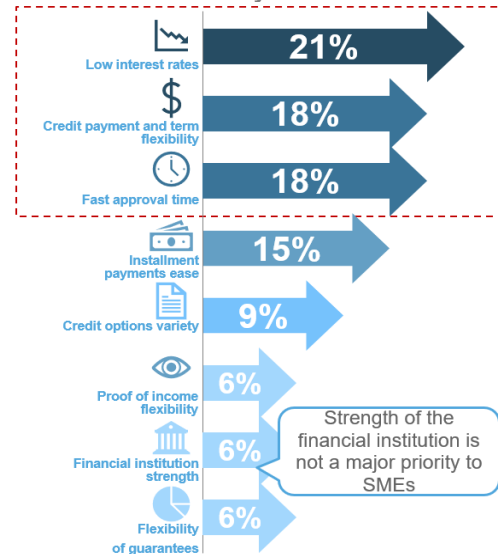 Low interest rates
21%
Credit payment and term
flexibility
18%
Fast approval time
18%
Installment
payments ease
15%
Credit options variety
9%
Proof of income
flexibility
6%
Financial institution
strength
6%
Strength of the
financial institution is
not a major priority to
SMEs
Flexibility
of guarantees
6%